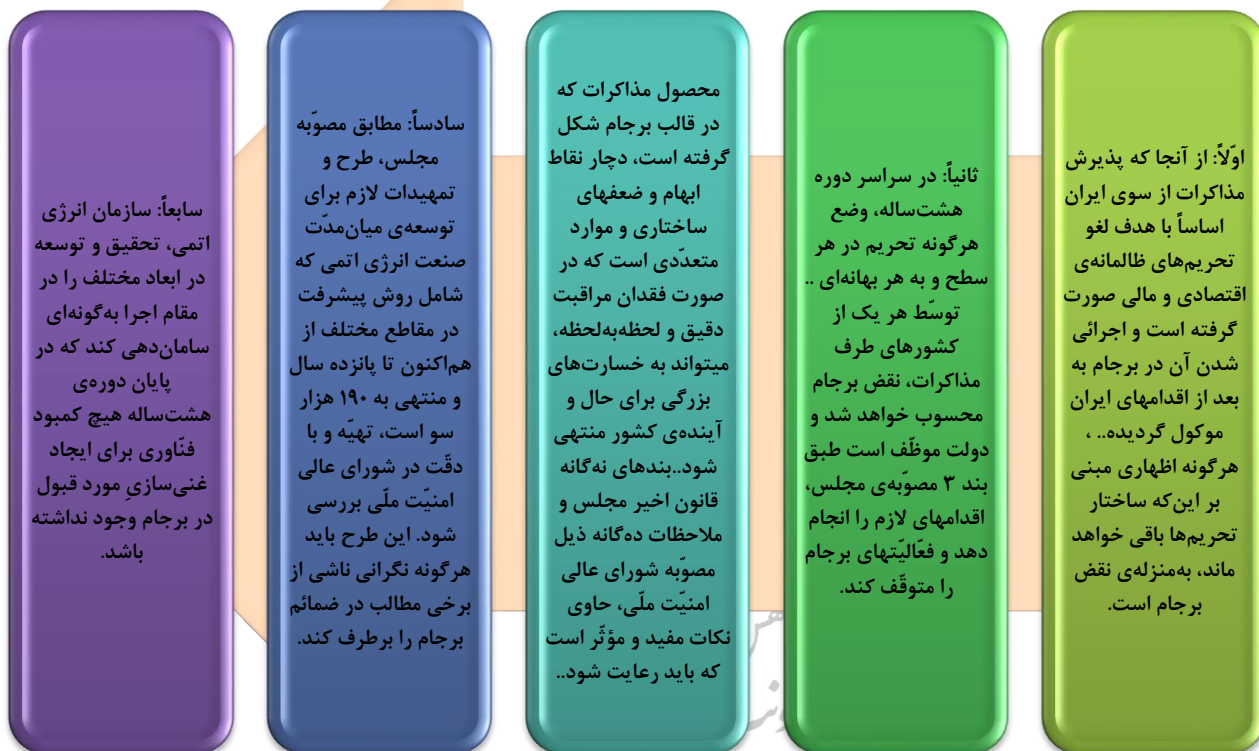 اوّلاً: از آنجا که پذیرش
مذاکرات از سوی ایران
اساساً با هدف لغو
تحریم‌های ظالمانه‌ی
اقتصادی و مالی صورت
گرفته است و اجرائی
شدن آن در برجام به
بعد از اقدامهای ایران
موکول گردیده.. ،
هرگونه اظهاری مبنی
بر این‌که ساختار
تحریم‌ها باقی خواهد
ماند، به‌منزله‌ی نقض
برجام است.
ثانیاً: در سراسر دوره
هشت‌ساله، وضع
هرگونه تحریم در هر
سطح و به هر بهانه‌ای ..
توسّط هر یک از
کشورهای طرف
مذاکرات، نقض برجام
محسوب خواهد شد و
دولت موظّف است طبق
بند ۳ مصوّبه‌ی مجلس،
اقدامهای لازم را انجام
دهد و فعّالیّتهای برجام
را متوقّف کند.
محصول مذاکرات که
در قالب برجام شکل
گرفته است، دچار نقاط
ابهام و ضعفهای
ساختاری و موارد
متعدّدی است که در
صورت فقدان مراقبت
دقیق و لحظه‌به‌لحظه،
میتواند به خسارت‌های
بزرگی برای حال و
آینده‌ی کشور منتهی
شود..بندهای نه‌گانه
قانون اخیر مجلس و
ملاحظات ده‌گانه ذیل
مصوّبه شورای عالی
امنیّت ملّی، حاوی
نکات مفید و مؤثّر است
که باید رعایت شود..
سادساً: مطابق مصوّبه
مجلس، طرح و
تمهیدات لازم برای
توسعه‌ی میان‌مدّت
صنعت انرژی اتمی که
شامل روش پیشرفت
در مقاطع مختلف از
هم‌اکنون تا پانزده سال
و منتهی به ۱۹۰ هزار
سو است، تهیّه و با
دقّت در شورای عالی
امنیّت ملّی بررسی
شود. این طرح باید
هرگونه نگرانی ناشی از
برخی مطالب در ضمائم
برجام را برطرف کند.
سابعاً: سازمان انرژی
اتمی، تحقیق و توسعه
در ابعاد مختلف را در
مقام اجرا به‌گونه‌ای
سامان‌دهی کند که در
پایان دوره‌ی
هشت‌ساله هیچ کمبود
فنّاوری برای ایجاد
غنی‌سازیِ مورد قبول
در برجام وجود نداشته
باشد.